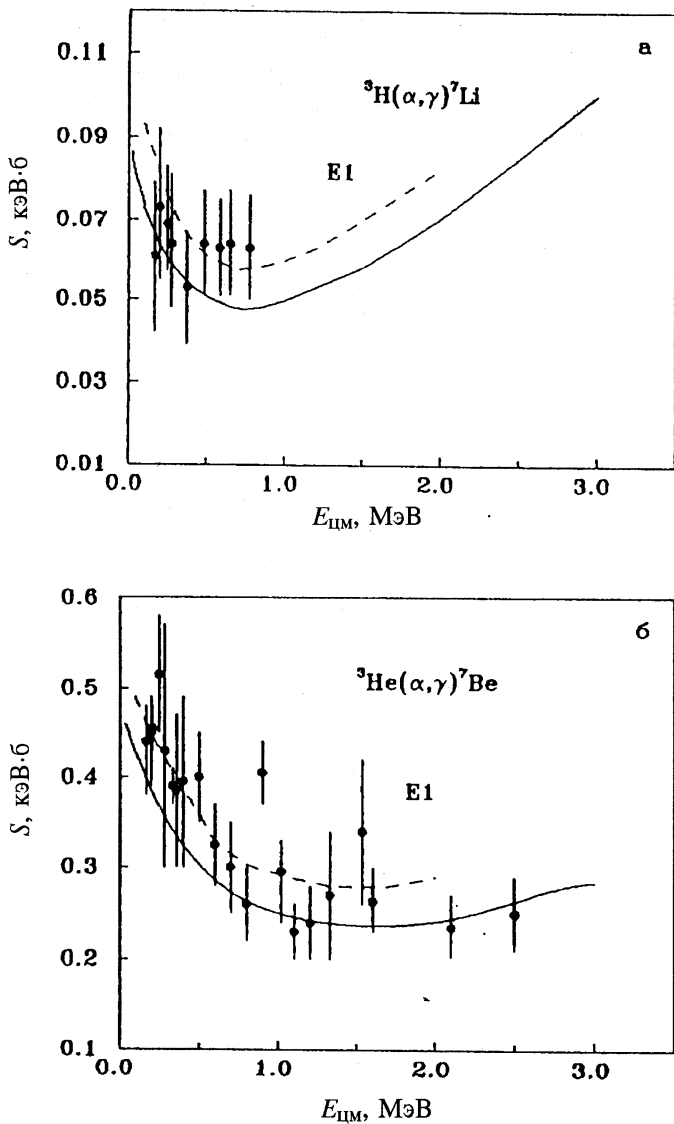 0.11
а
³H(α,γ)⁷Li
0.09
E1
S, кэВ·б
0.07
0.05
0.03
0.01
0.0
1.0
2.0
3.0
E_ЦМ, МэВ
0.6
б
³He(α,γ)⁷Be
0.5
S, кэВ·б
0.4
E1
0.3
0.2
0.1
0.0
1.0
2.0
3.0
E_ЦМ, МэВ